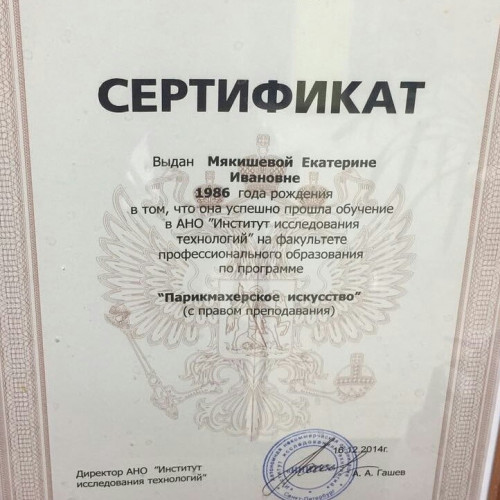 СЕРТИФИКАТ
Выдан Мякишевой Екатерине
Ивановне
1986 года рождения
в том, что она успешно прошла обучение
в АНО "Институт исследования
технологий" на факультете
профессионального образования
по программе
"Парикмахерское искусство"
(с правом преподавания)
16.12.2014г.
Директор АНО "Институт
исследования технологий"
А. А. Гашев